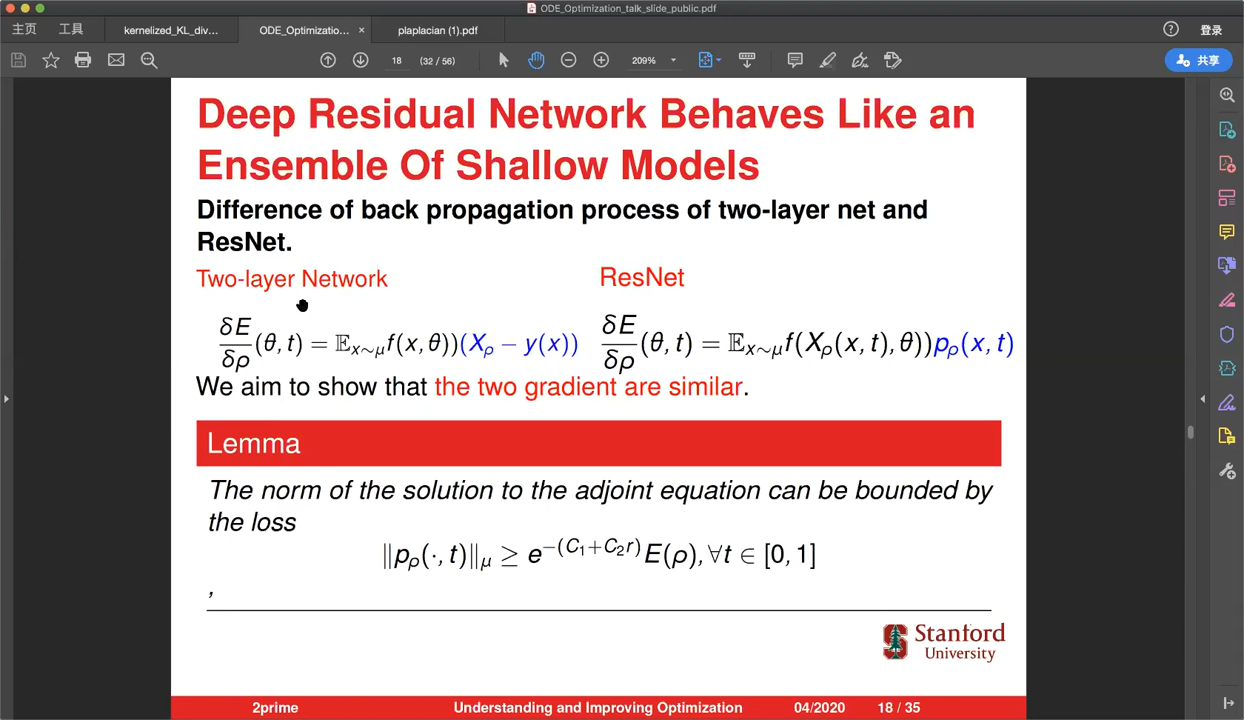 ODE_Optimization_talk_slide_public.pdf
主页 工具 kernelized_KL_div... ODE_Optimizatio... × plaplacian (1).pdf 登录
18 (32 / 56) 209% 共享
Deep Residual Network Behaves Like an
Ensemble Of Shallow Models
Difference of back propagation process of two-layer net and
ResNet.
Two-layer Network ResNet
δE/δρ(θ, t) = 𝔼ₓ∼μ f(x, θ))(Xρ − y(x)) δE/δρ(θ, t) = 𝔼ₓ∼μ f(Xρ(x, t), θ))pρ(x, t)
We aim to show that the two gradient are similar.
Lemma
The norm of the solution to the adjoint equation can be bounded by
the loss
‖pρ(·, t)‖μ ≥ e^−(C₁+C₂r) E(ρ), ∀t ∈ [0, 1]
,
Stanford
University
2prime Understanding and Improving Optimization 04/2020 18 / 35